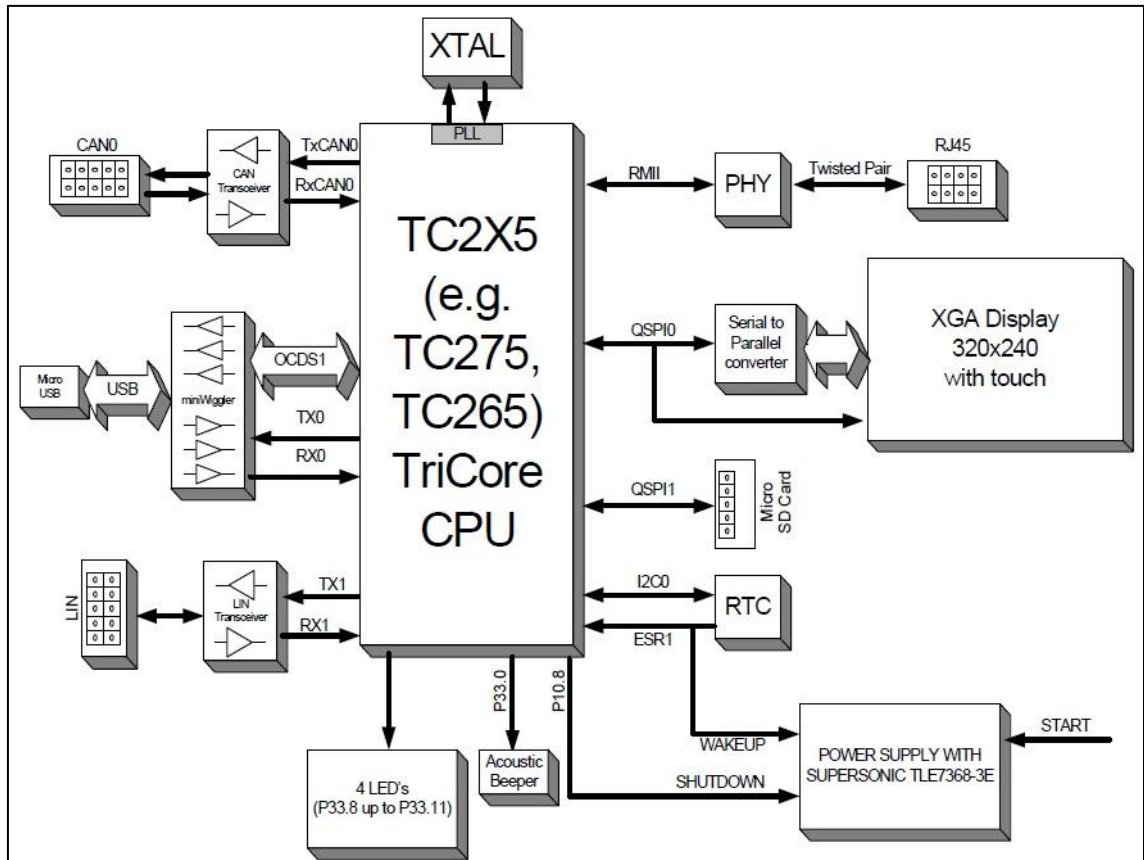 XTAL
PLL
CAN0
CAN
Transceiver
TxCAN0
RxCAN0
TC2X5
(e.g.
TC275,
TC265)
TriCore
CPU
RMII
PHY
Twisted Pair
RJ45
Micro
USB
USB
miniWiggler
OCDS1
TX0
RX0
QSPI0
Serial to
Parallel
converter
XGA Display
320x240
with touch
QSPI1
Micro
SD Card
LIN
LIN
Transceiver
TX1
RX1
I2C0
ESR1
RTC
P33.0
P10.8
4 LED's
(P33.8 up to P33.11)
Acoustic
Beeper
WAKEUP
SHUTDOWN
POWER SUPPLY WITH
SUPERSONIC TLE7368-3E
START